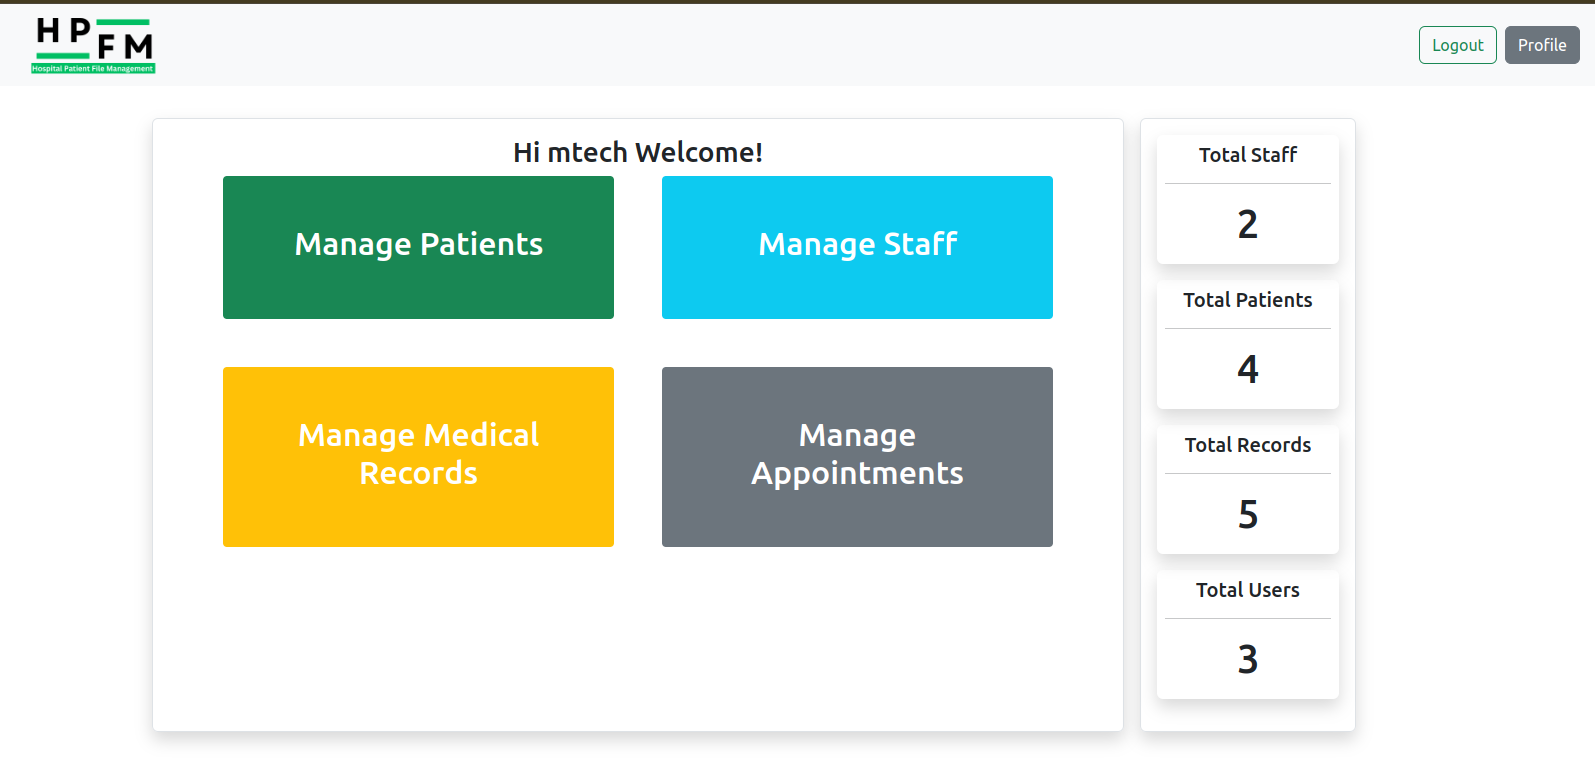 H P
F M
Hospital Patient File Management
Logout
Profile
Hi mtech Welcome!
Manage Patients
Manage Staff
Manage Medical
Records
Manage
Appointments
Total Staff
2
Total Patients
4
Total Records
5
Total Users
3